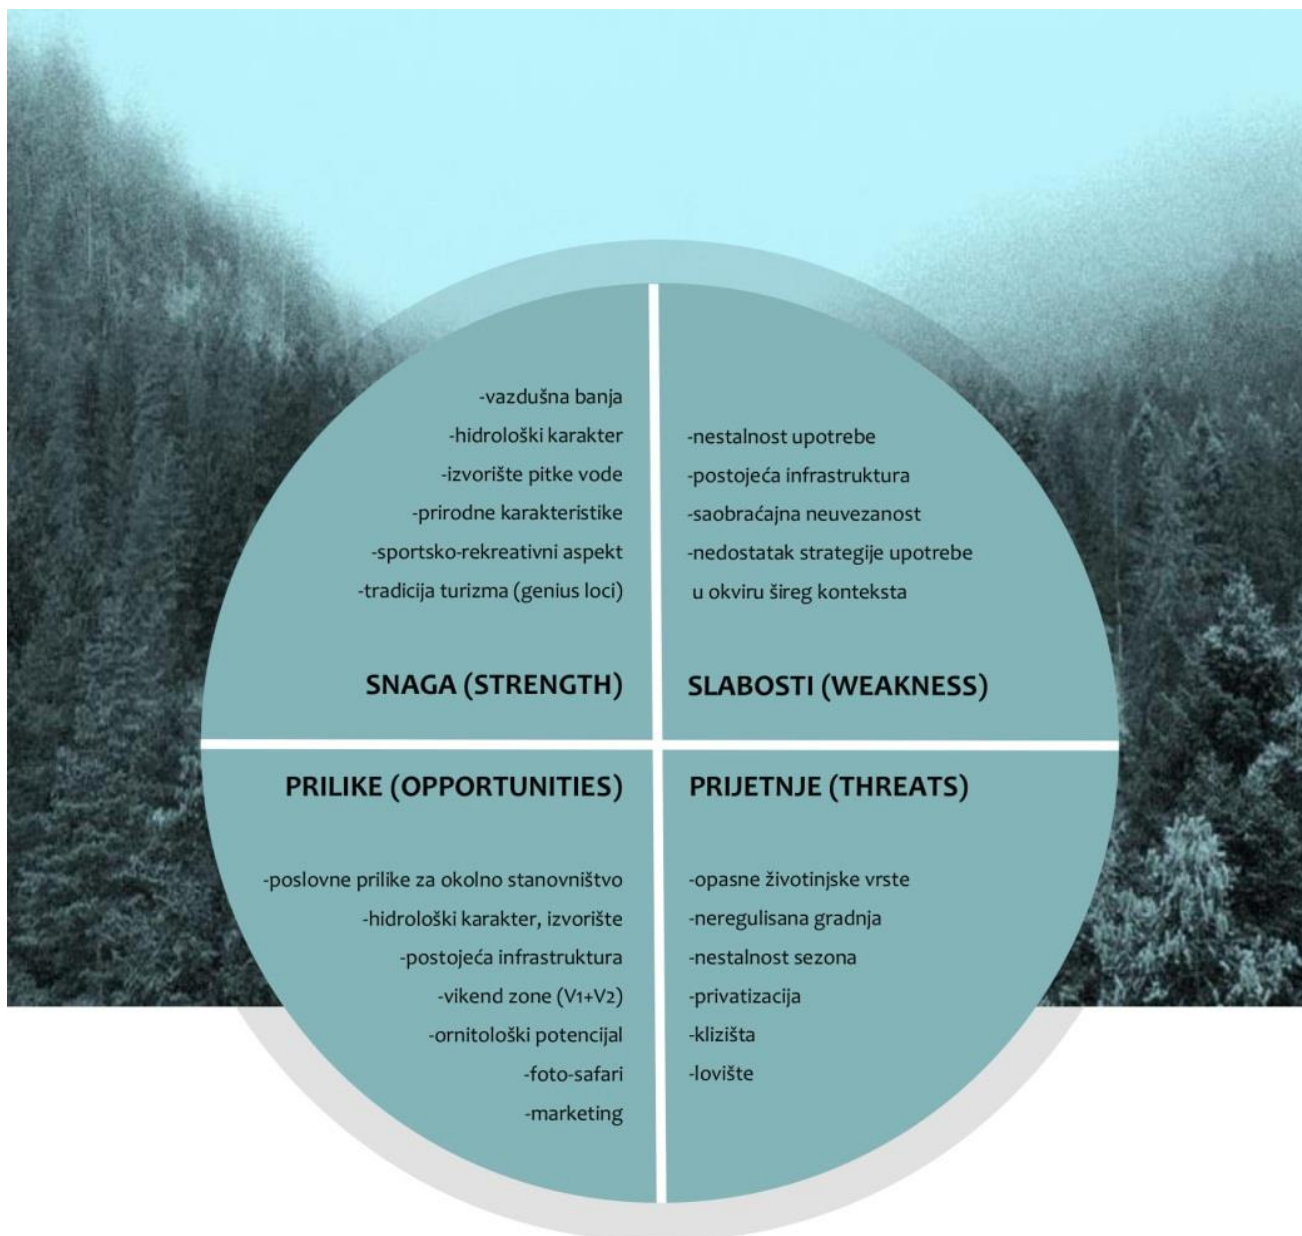 -vazdušna banja
-hidrološki karakter
-izvorište pitke vode
-prirodne karakteristike
-sportsko-rekreativni aspekt
-tradicija turizma (genius loci)
SNAGA (STRENGTH)
-nestalnost upotrebe
-postojeća infrastruktura
-saobraćajna neuvezanost
-nedostatak strategije upotrebe
u okviru šireg konteksta
SLABOSTI (WEAKNESS)
PRILIKE (OPPORTUNITIES)
-poslovne prilike za okolno stanovništvo
-hidrološki karakter, izvorište
-postojeća infrastruktura
-vikend zone (V1+V2)
-ornitološki potencijal
-foto-safari
-marketing
PRIJETNJE (THREATS)
-opasne životinjske vrste
-neregulisana gradnja
-nestalnost sezona
-privatizacija
-klizišta
-lovište